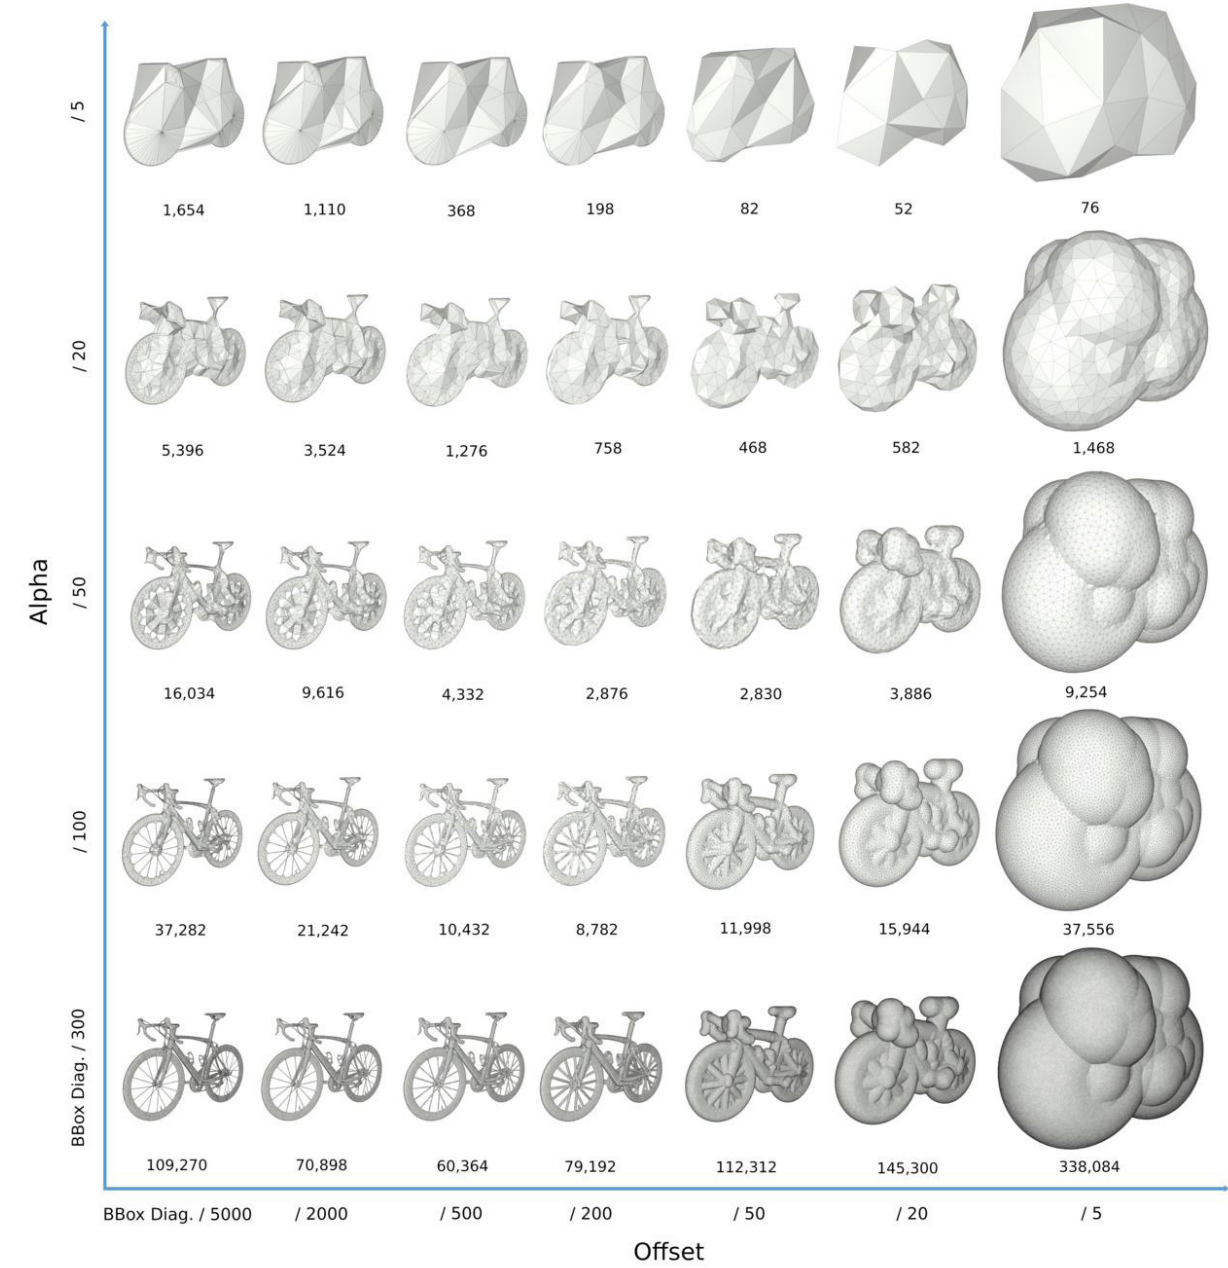 / 5
1,654 1,110 368 198 82 52 76
/ 20
5,396 3,524 1,276 758 468 582 1,468
Alpha
/ 50
16,034 9,616 4,332 2,876 2,830 3,886 9,254
/ 100
37,282 21,242 10,432 8,782 11,998 15,944 37,556
BBox Diag. / 300
109,270 70,898 60,364 79,192 112,312 145,300 338,084
BBox Diag. / 5000 / 2000 / 500 / 200 / 50 / 20 / 5
Offset